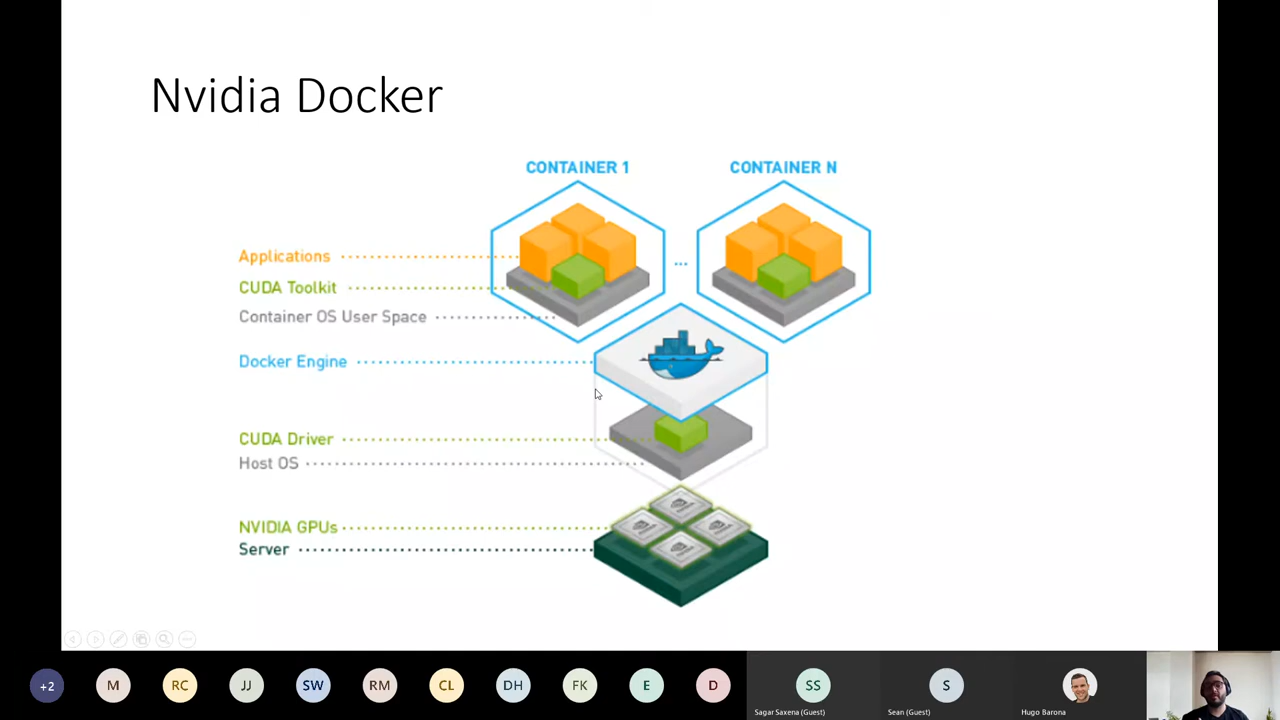 Nvidia Docker
CONTAINER 1
CONTAINER N
Applications
...
CUDA Toolkit
Container OS User Space
Docker Engine
CUDA Driver
Host OS
NVIDIA GPUs
Server
+2
M
RC
JJ
SW
RM
CL
DH
FK
E
D
SS
S
Sagar Saxena (Guest)
Sean (Guest)
Hugo Barona